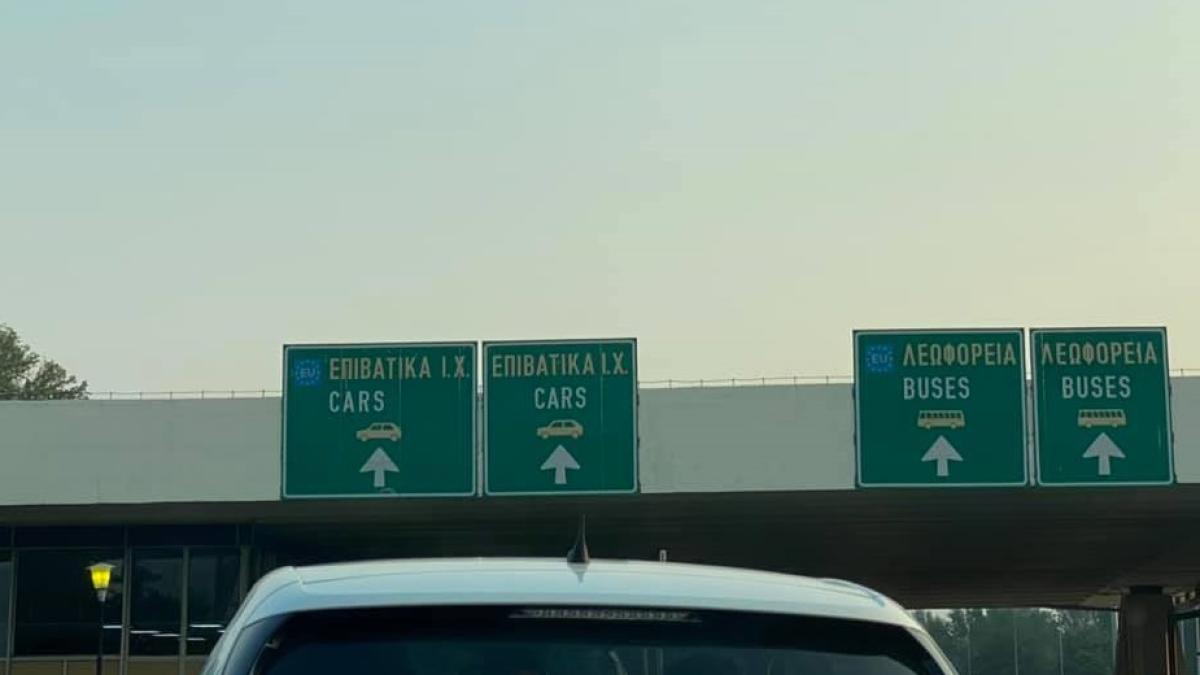 EU ΕΠΙΒΑΤΙΚΑ Ι.Χ.
CARS
ΕΠΙΒΑΤΙΚΑ Ι.Χ.
CARS
EU ΛΕΩΦΟΡΕΙΑ
BUSES
ΛΕΩΦΟΡΕΙΑ
BUSES